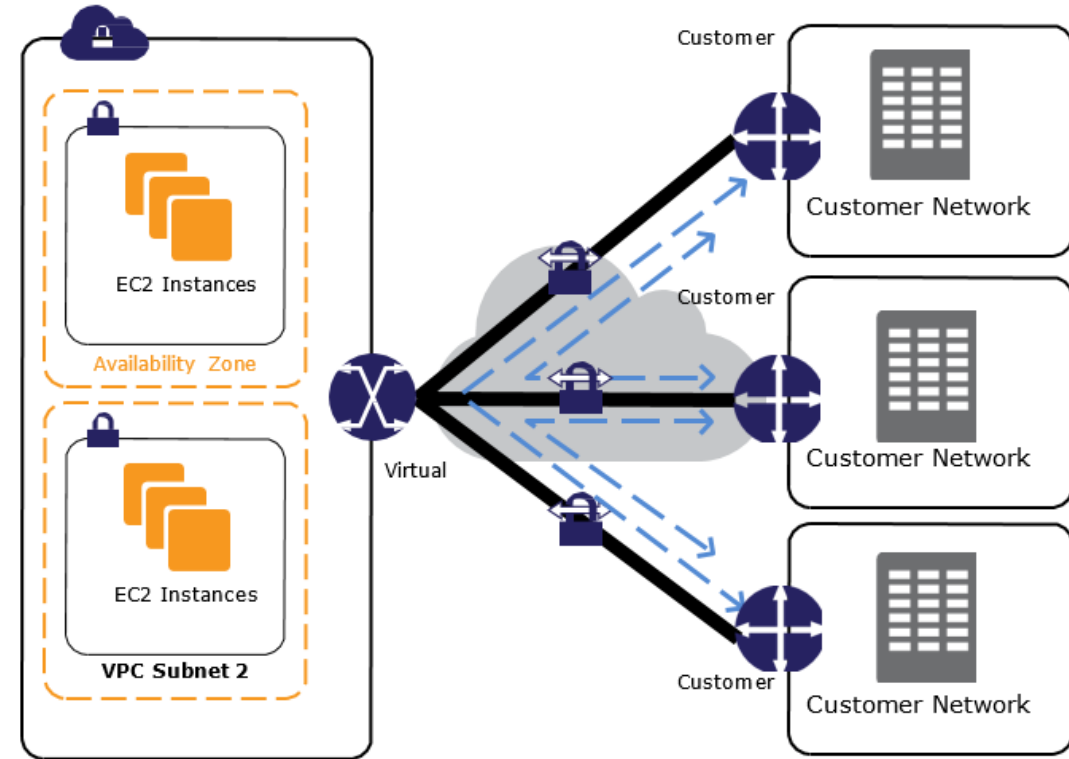 EC2 Instances
Availability Zone
EC2 Instances
VPC Subnet 2
Virtual
Customer
Customer Network
Customer
Customer Network
Customer
Customer Network